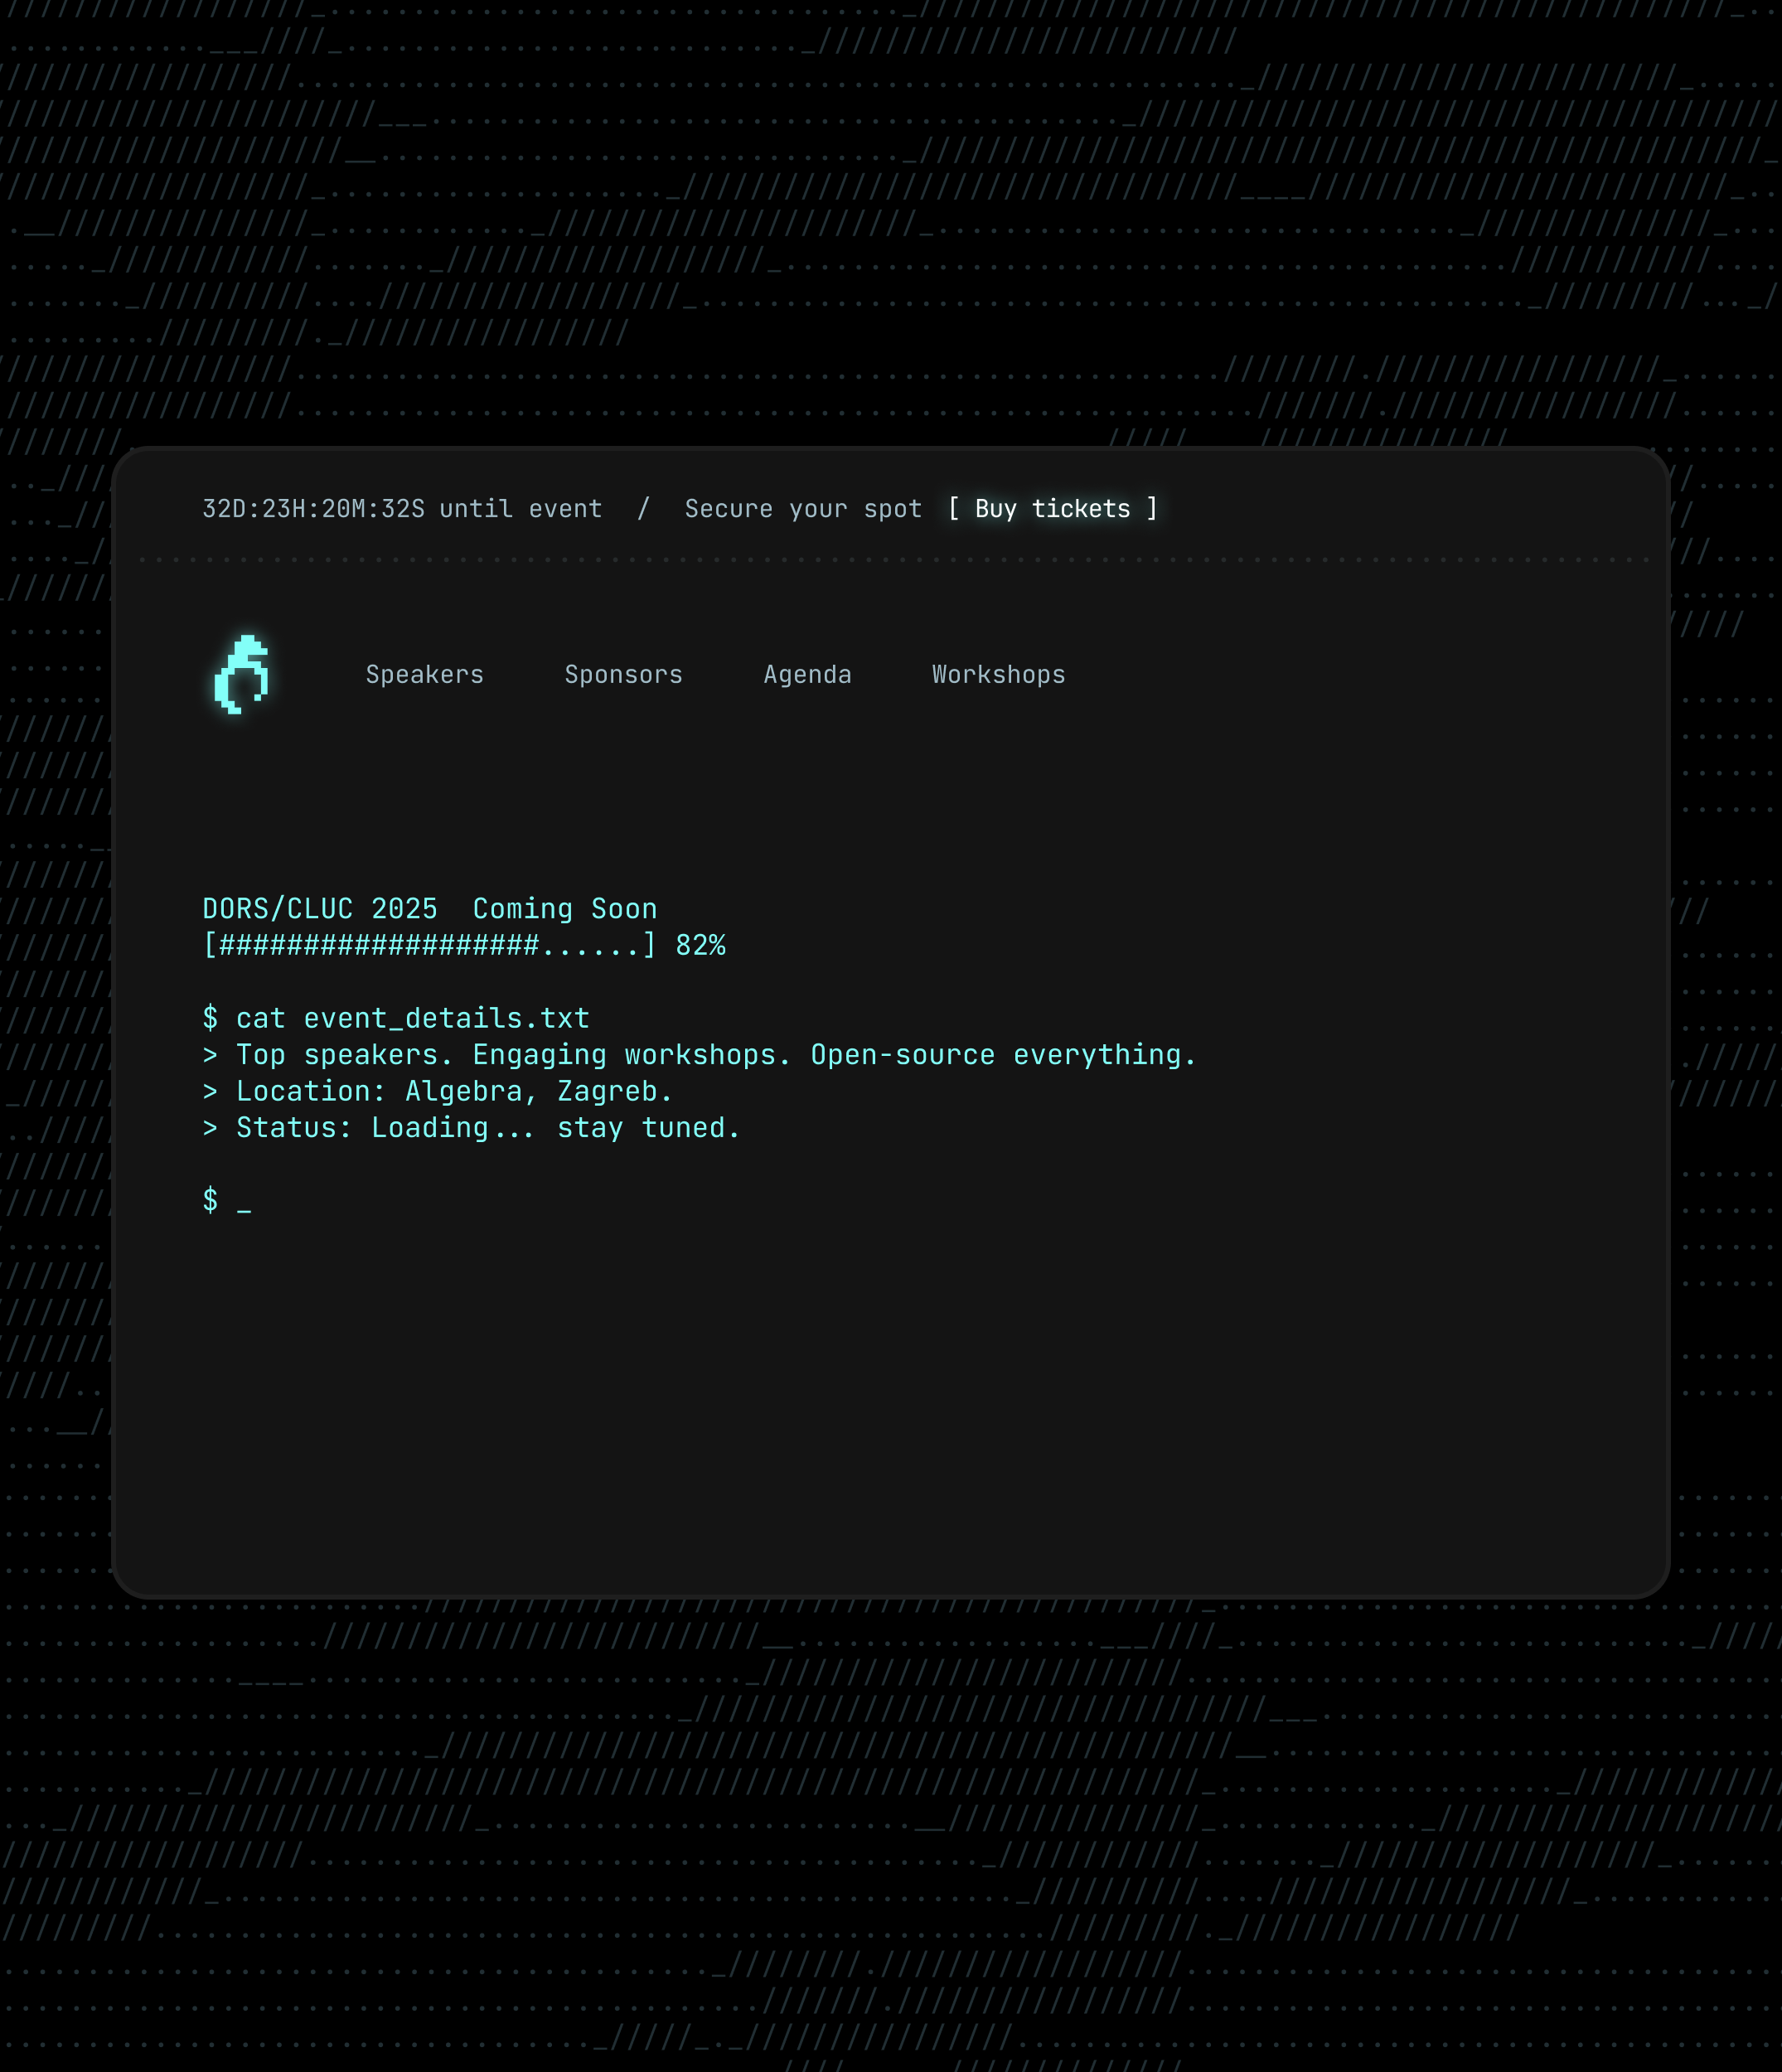 32D:23H:20M:32S until event / Secure your spot [ Buy tickets ]
Speakers Sponsors Agenda Workshops
DORS/CLUC 2025 Coming Soon
[###################......] 82%
$ cat event_details.txt
> Top speakers. Engaging workshops. Open-source everything.
> Location: Algebra, Zagreb.
> Status: Loading... stay tuned.
$ _